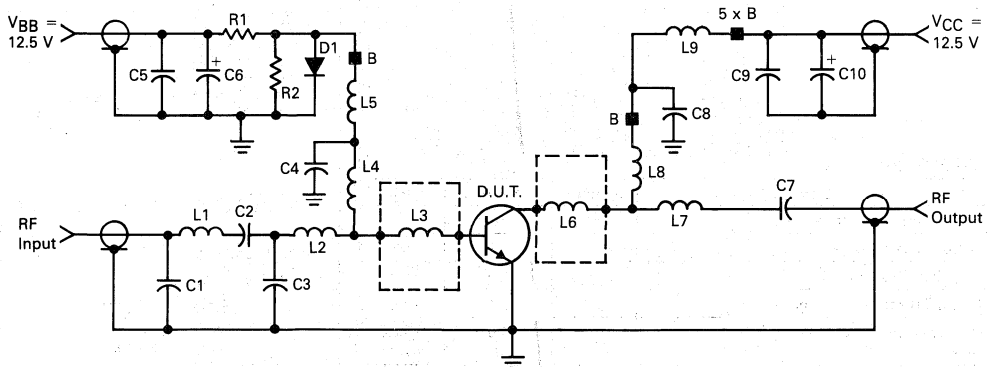 VBB =
12.5 V
R1
D1
B
C5
+
C6
R2
L5
C4
L4
L3
D.U.T.
L6
RF
Input
L1
C2
L2
C1
C3
5 x B
L9
VCC =
12.5 V
C9
+
C10
B
C8
L8
L7
C7
RF
Output